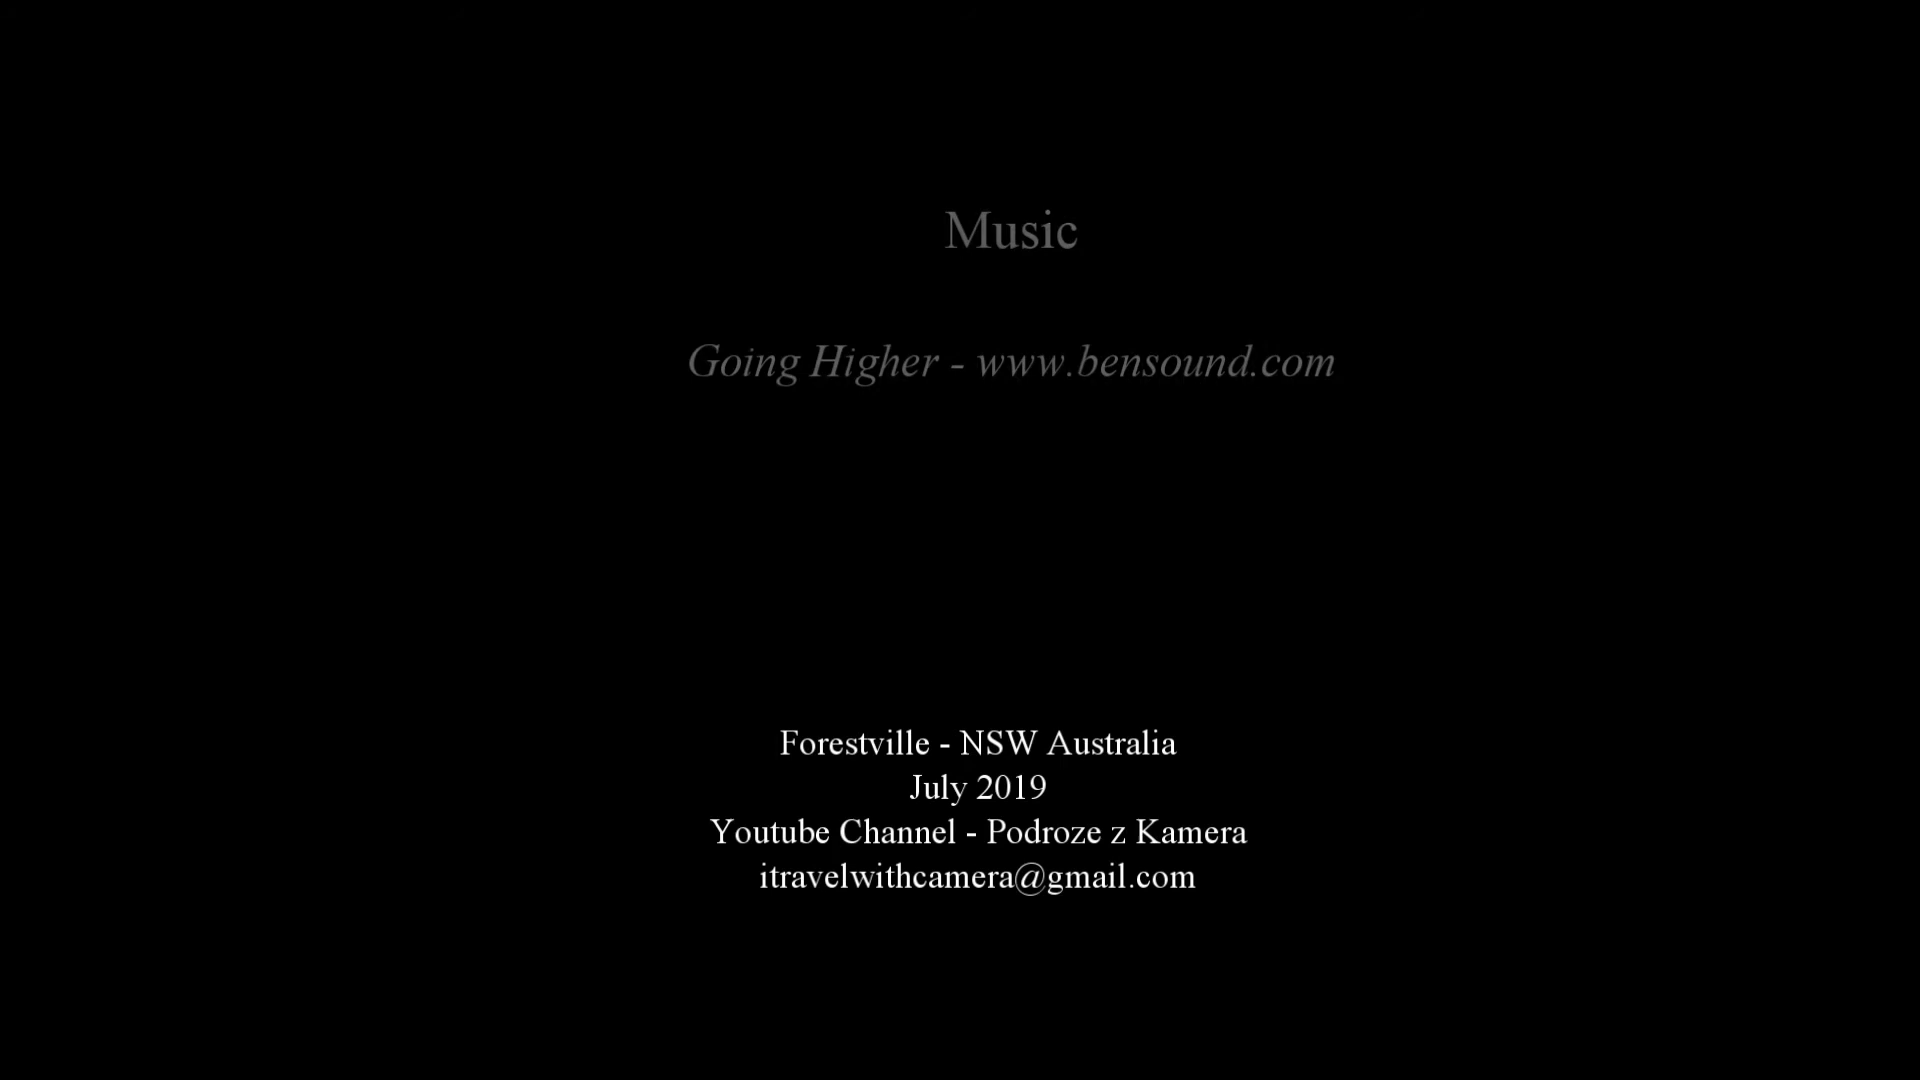 Music
Going Higher - www.bensound.com
Forestville - NSW Australia
July 2019
Youtube Channel - Podroze z Kamera
itravelwithcamera@gmail.com